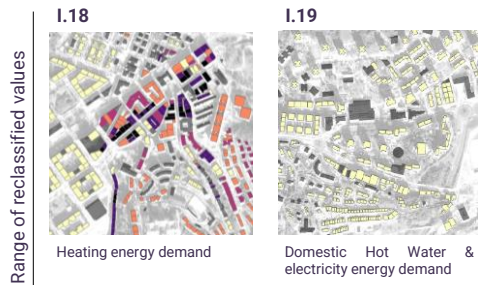 Range of reclassified values
I.18
I.19
Heating energy demand
Domestic Hot Water &
electricity energy demand